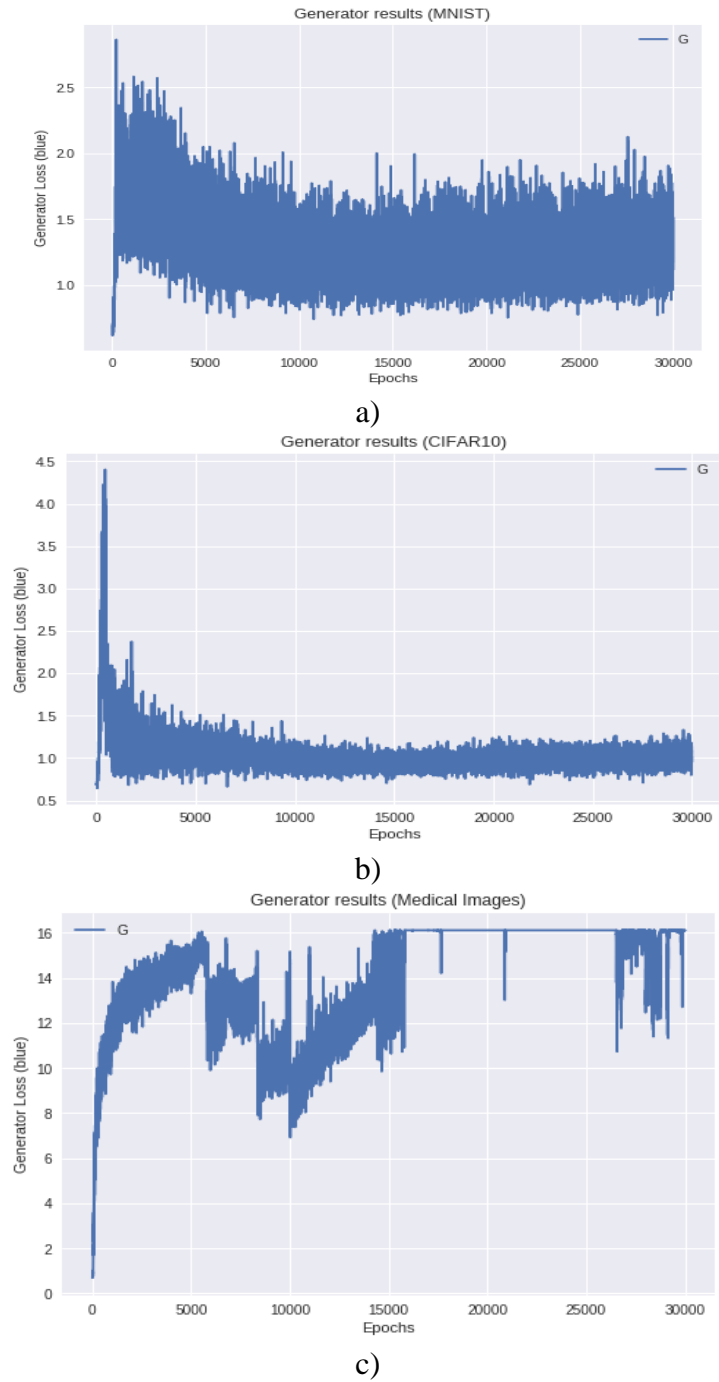 Generator results (MNIST)
G
2.5
2.0
1.5
1.0
Generator Loss (blue)
0
5000
10000
15000
20000
25000
30000
Epochs
a)
Generator results (CIFAR10)
G
4.5
4.0
3.5
3.0
2.5
2.0
1.5
1.0
0.5
Generator Loss (blue)
0
5000
10000
15000
20000
25000
30000
Epochs
b)
Generator results (Medical Images)
G
16
14
12
10
8
6
4
2
0
Generator Loss (blue)
0
5000
10000
15000
20000
25000
30000
Epochs
c)